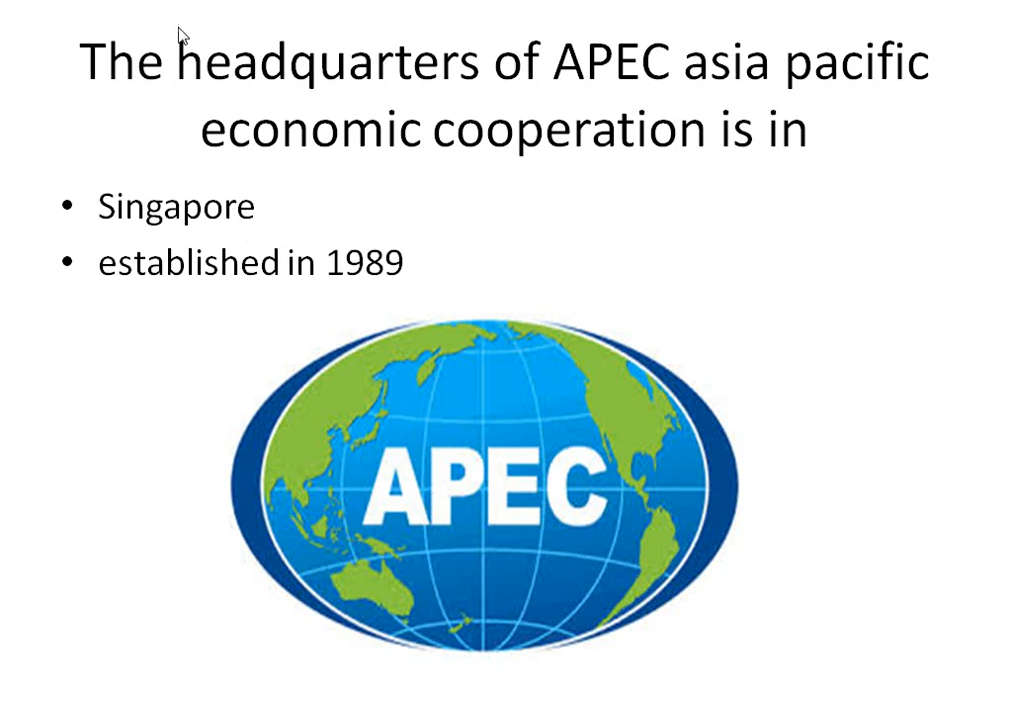 The headquarters of APEC asia pacific
economic cooperation is in
• Singapore
• established in 1989
APEC